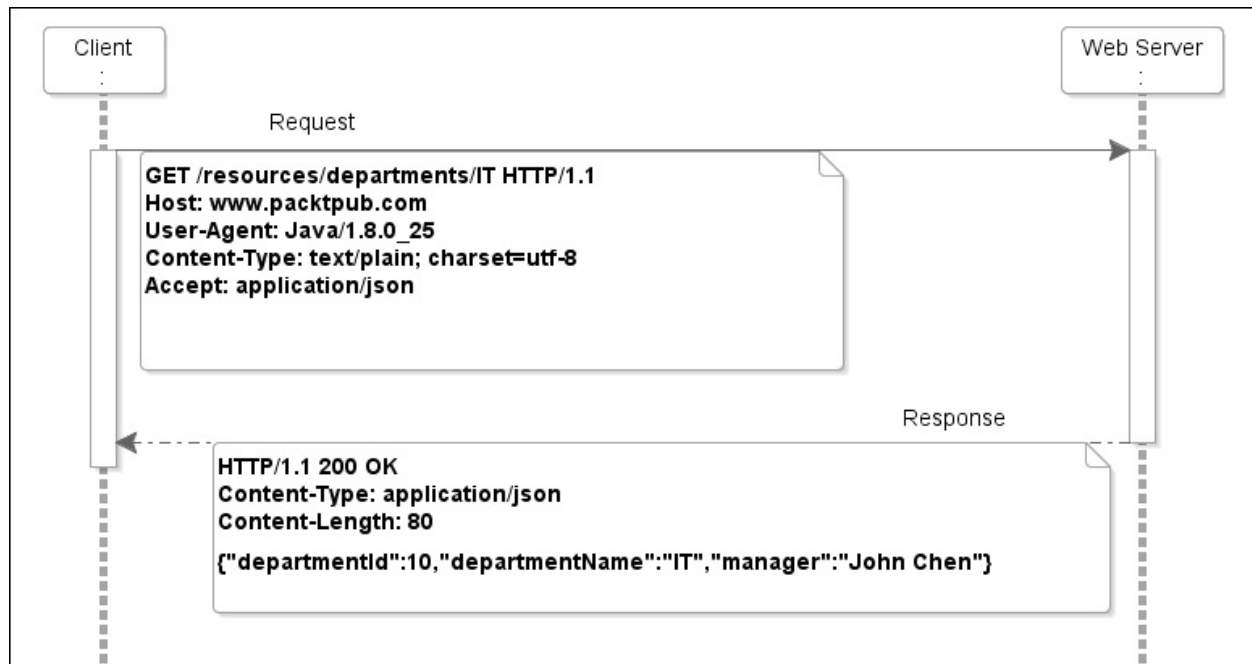 Client
:
Web Server
:
Request
GET /resources/departments/IT HTTP/1.1
Host: www.packtpub.com
User-Agent: Java/1.8.0_25
Content-Type: text/plain; charset=utf-8
Accept: application/json
Response
HTTP/1.1 200 OK
Content-Type: application/json
Content-Length: 80
{"departmentId":10,"departmentName":"IT","manager":"John Chen"}